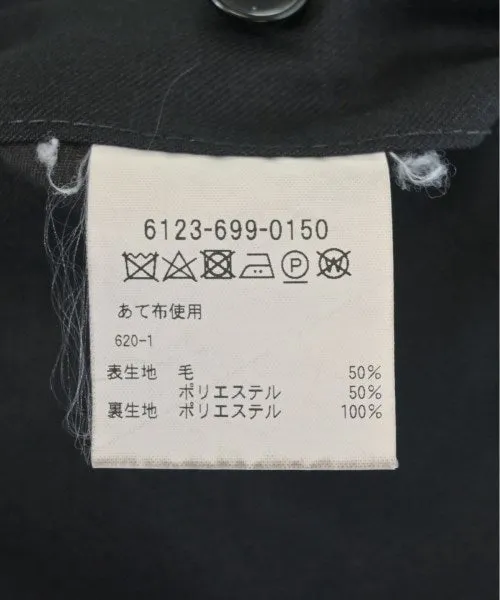 6123-699-0150
P W
あて布使用
620-1
表生地 毛 50%
ポリエステル 50%
裏生地 ポリエステル 100%